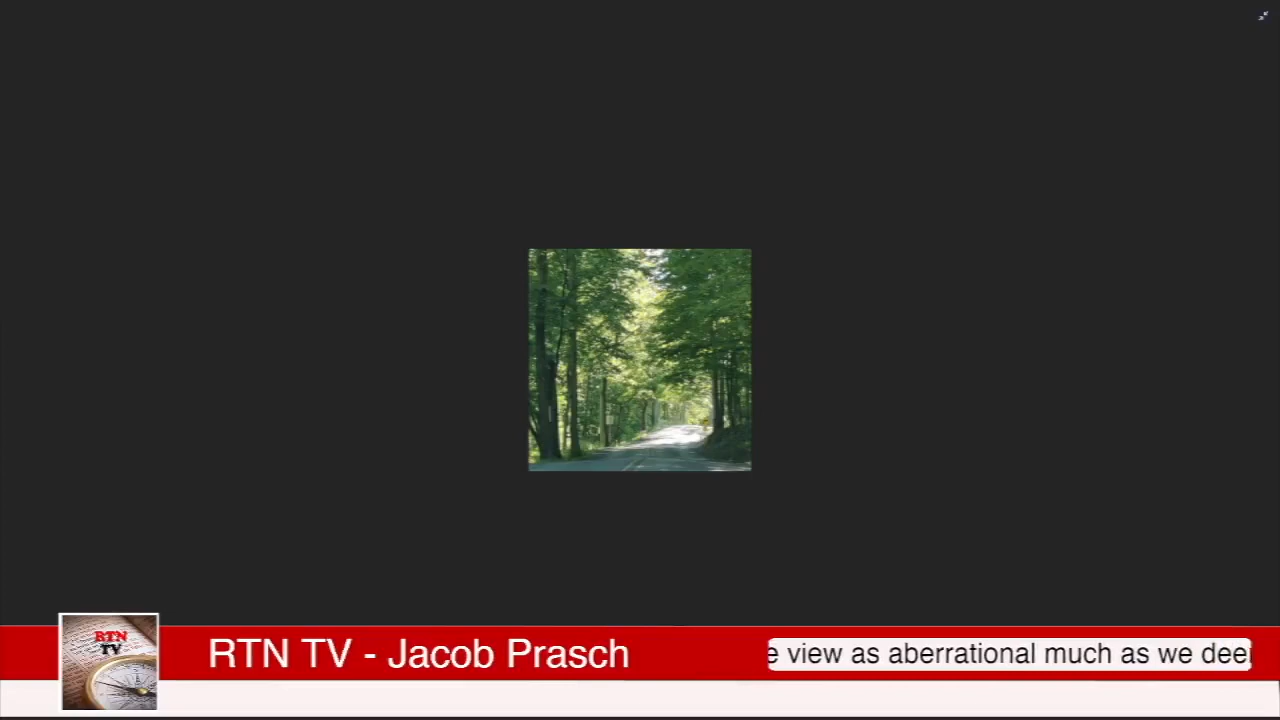 RTN
TV
RTN TV - Jacob Prasch
view as aberrational much as we